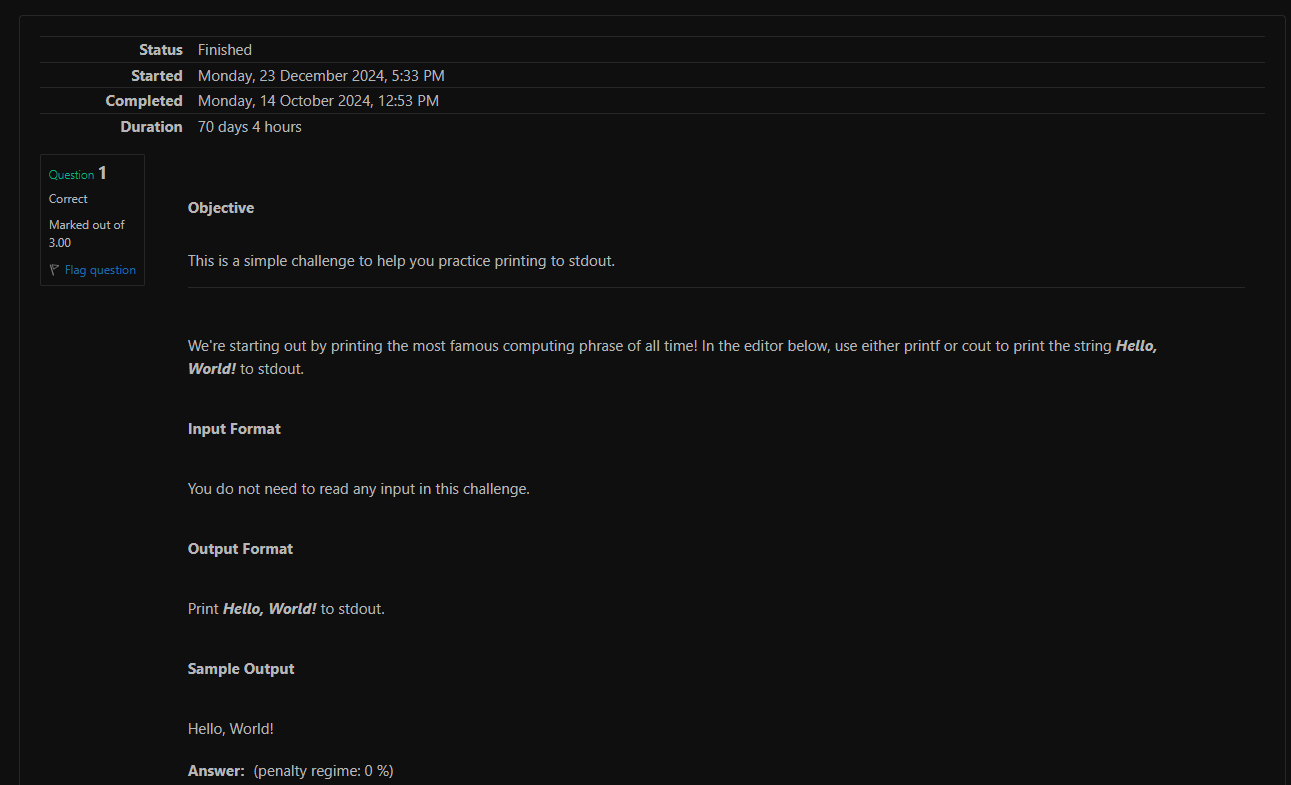 Status Finished
Started Monday, 23 December 2024, 5:33 PM
Completed Monday, 14 October 2024, 12:53 PM
Duration 70 days 4 hours
Question 1
Correct
Marked out of
3.00
Flag question
Objective
This is a simple challenge to help you practice printing to stdout.
We're starting out by printing the most famous computing phrase of all time! In the editor below, use either printf or cout to print the string Hello,
World! to stdout.
Input Format
You do not need to read any input in this challenge.
Output Format
Print Hello, World! to stdout.
Sample Output
Hello, World!
Answer: (penalty regime: 0 %)